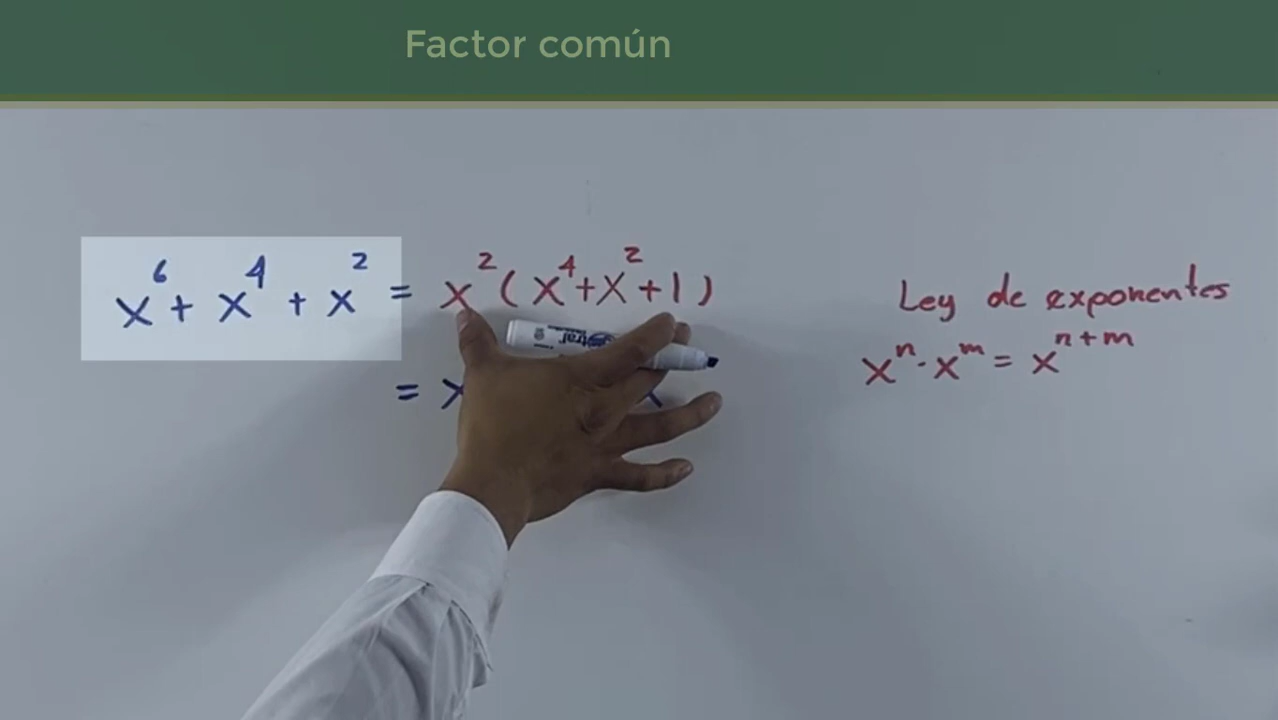 Factor común
x⁶ + x⁴ + x² = x² ( x⁴ + x² + 1 )
= x
Ley de exponentes
xⁿ · xᵐ = xⁿ⁺ᵐ